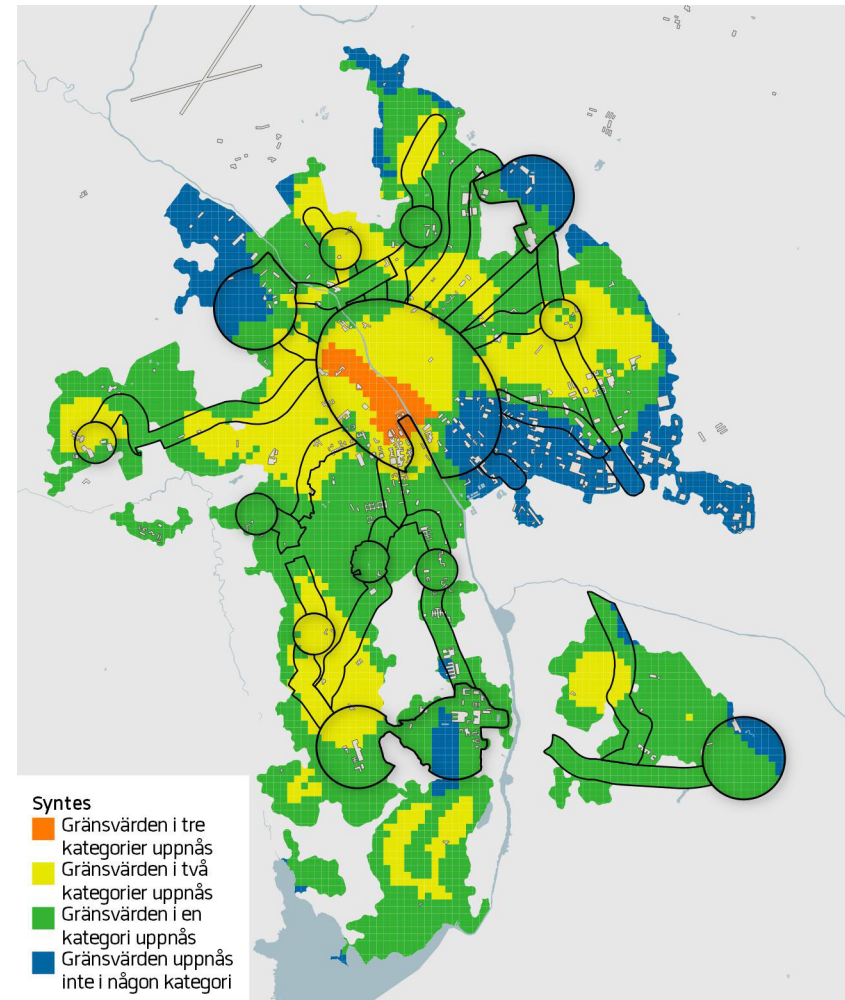 Syntes
Gränsvärden i tre
kategorier uppnås
Gränsvärden i två
kategorier uppnås
Gränsvärden i en
kategori uppnås
Gränsvärden uppnås
inte i någon kategori